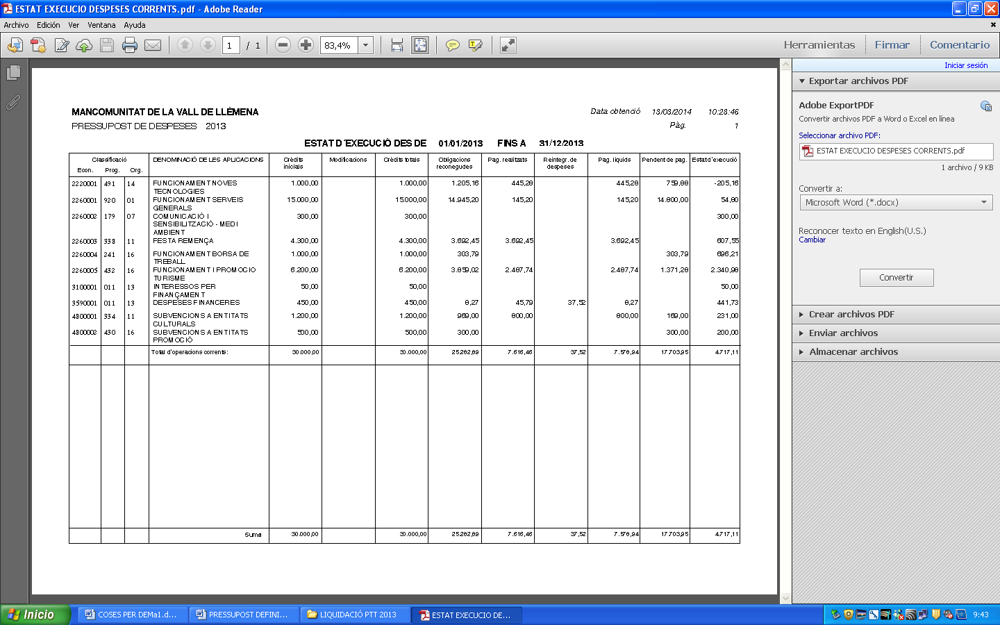 ESTAT EXECUCIO DESPESES CORRENTS.pdf - Adobe Reader
Archivo Edición Ver Ventana Ayuda
1 / 1 83,4% Herramientas Firmar Comentario
Iniciar sesión
Exportar archivos PDF
Adobe ExportPDF
Convertir archivos PDF a Word o Excel en línea
Seleccionar archivo PDF:
ESTAT EXECUCIO DESPESES CORRENTS.pdf
1 archivo / 9 KB
Convertir a:
Microsoft Word (*.docx)
Reconocer texto en English(U.S.)
Cambiar
Convertir
Crear archivos PDF
Enviar archivos
Almacenar archivos
MANCOMUNITAT DE LA VALL DE LLÉMENA Data obtenció 13/03/2014 10:28:46
PRESSUPOST DE DESPESES 2013 Pàg. 1
ESTAT D'EXECUCIÓ DES DE 01/01/2013 FINS A 31/12/2013
Classificació DENOMINACIÓ DE LES APLICACIONS Crèdits Modificacions Crèdits totals Obligacions Pag. realitzats Reintegr. de Pag. líquids Pendent de pag. Estat d'execució
Econ. Prog. Org. inicials reconegudes despeses
2220001 491 14 FUNCIONAMENT NOVES 1.000,00 1.000,00 1.205,16 445,28 445,28 759,88 -205,16
TECNOLOGIES
2260001 920 01 FUNCIONAMENT SERVEIS 15.000,00 15.000,00 14.945,20 145,20 145,20 14.800,00 54,80
GENERALS
2260002 179 07 COMUNICACIÓ I 300,00 300,00 300,00
SENSIBILITZACIÓ - MEDI
AMBIENT
2260003 338 11 FESTA REMENÇA 4.300,00 4.300,00 3.692,45 3.692,45 3.692,45 607,55
2260004 241 16 FUNCIONAMENT BORSA DE 1.000,00 1.000,00 303,79 303,79 696,21
TREBALL
2260005 432 16 FUNCIONAMENT I PROMOCIO 6.200,00 6.200,00 3.859,02 2.487,74 2.487,74 1.371,28 2.340,98
TURISME
3100001 011 13 INTERESSOS PER 50,00 50,00 50,00
FINANÇAMENT
3590001 011 13 DESPESES FINANCERES 450,00 450,00 8,27 45,79 37,52 8,27 441,73
4800001 334 11 SUBVENCIONS A ENTITATS 1.200,00 1.200,00 969,00 800,00 800,00 169,00 231,00
CULTURALS
4800002 430 16 SUBVENCIONS A ENTITATS 500,00 500,00 300,00 300,00 200,00
PROMOCIÓ
Total d'operacions corrents: 30.000,00 30.000,00 25.282,89 7.616,46 37,52 7.578,94 17.703,95 4.717,11
Suma 30.000,00 30.000,00 25.282,89 7.616,46 37,52 7.578,94 17.703,95 4.717,11
Inicio COSES PER DEMa1.d... PRESSUPOST DEFINI... LIQUIDACIÓ PTT 2013 ESTAT EXECUCIO DE... 9:43